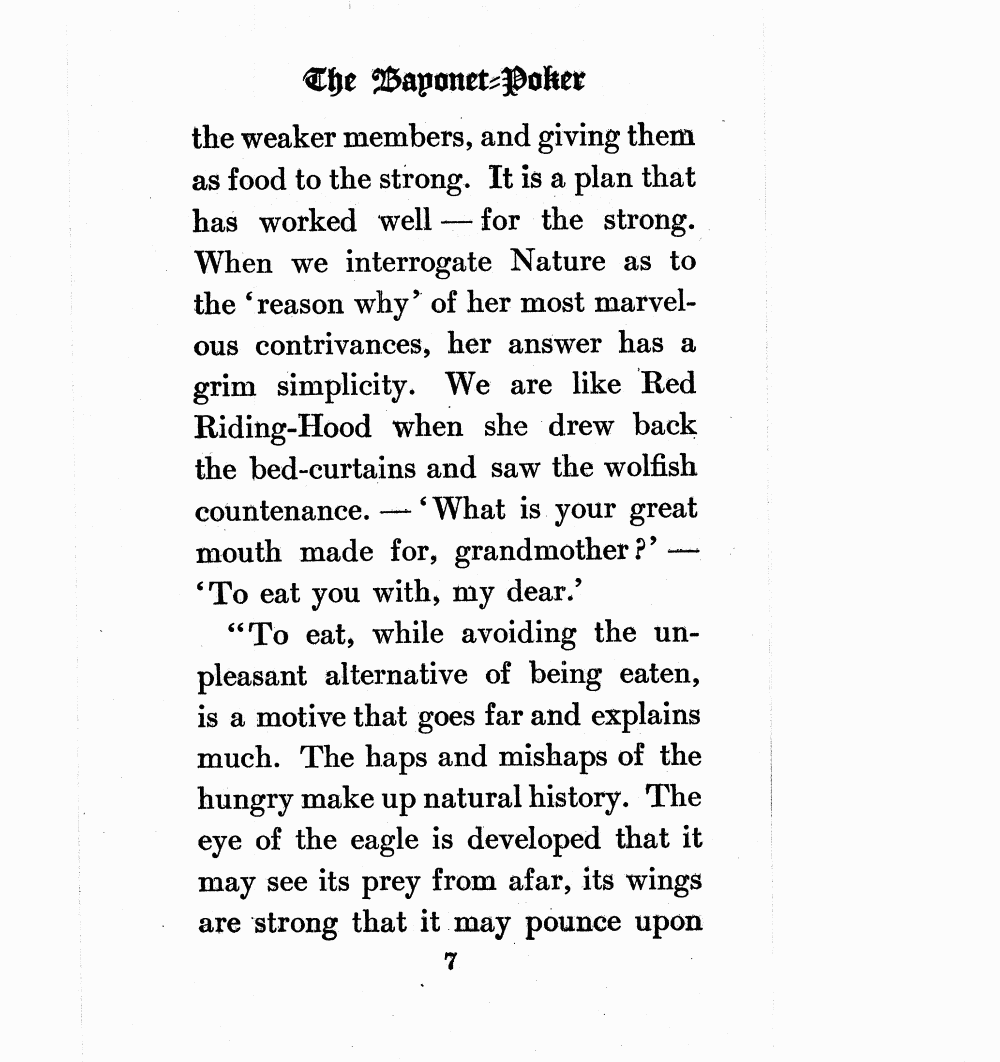 The Bayonet-Poker
the weaker members, and giving them
as food to the strong. It is a plan that
has worked well — for the strong.
When we interrogate Nature as to
the ‘reason why’ of her most marvel-
ous contrivances, her answer has a
grim simplicity. We are like Red
Riding-Hood when she drew back
the bed-curtains and saw the wolfish
countenance. — ‘What is your great
mouth made for, grandmother?’ —
‘To eat you with, my dear.’
“To eat, while avoiding the un-
pleasant alternative of being eaten,
is a motive that goes far and explains
much. The haps and mishaps of the
hungry make up natural history. The
eye of the eagle is developed that it
may see its prey from afar, its wings
are strong that it may pounce upon
7